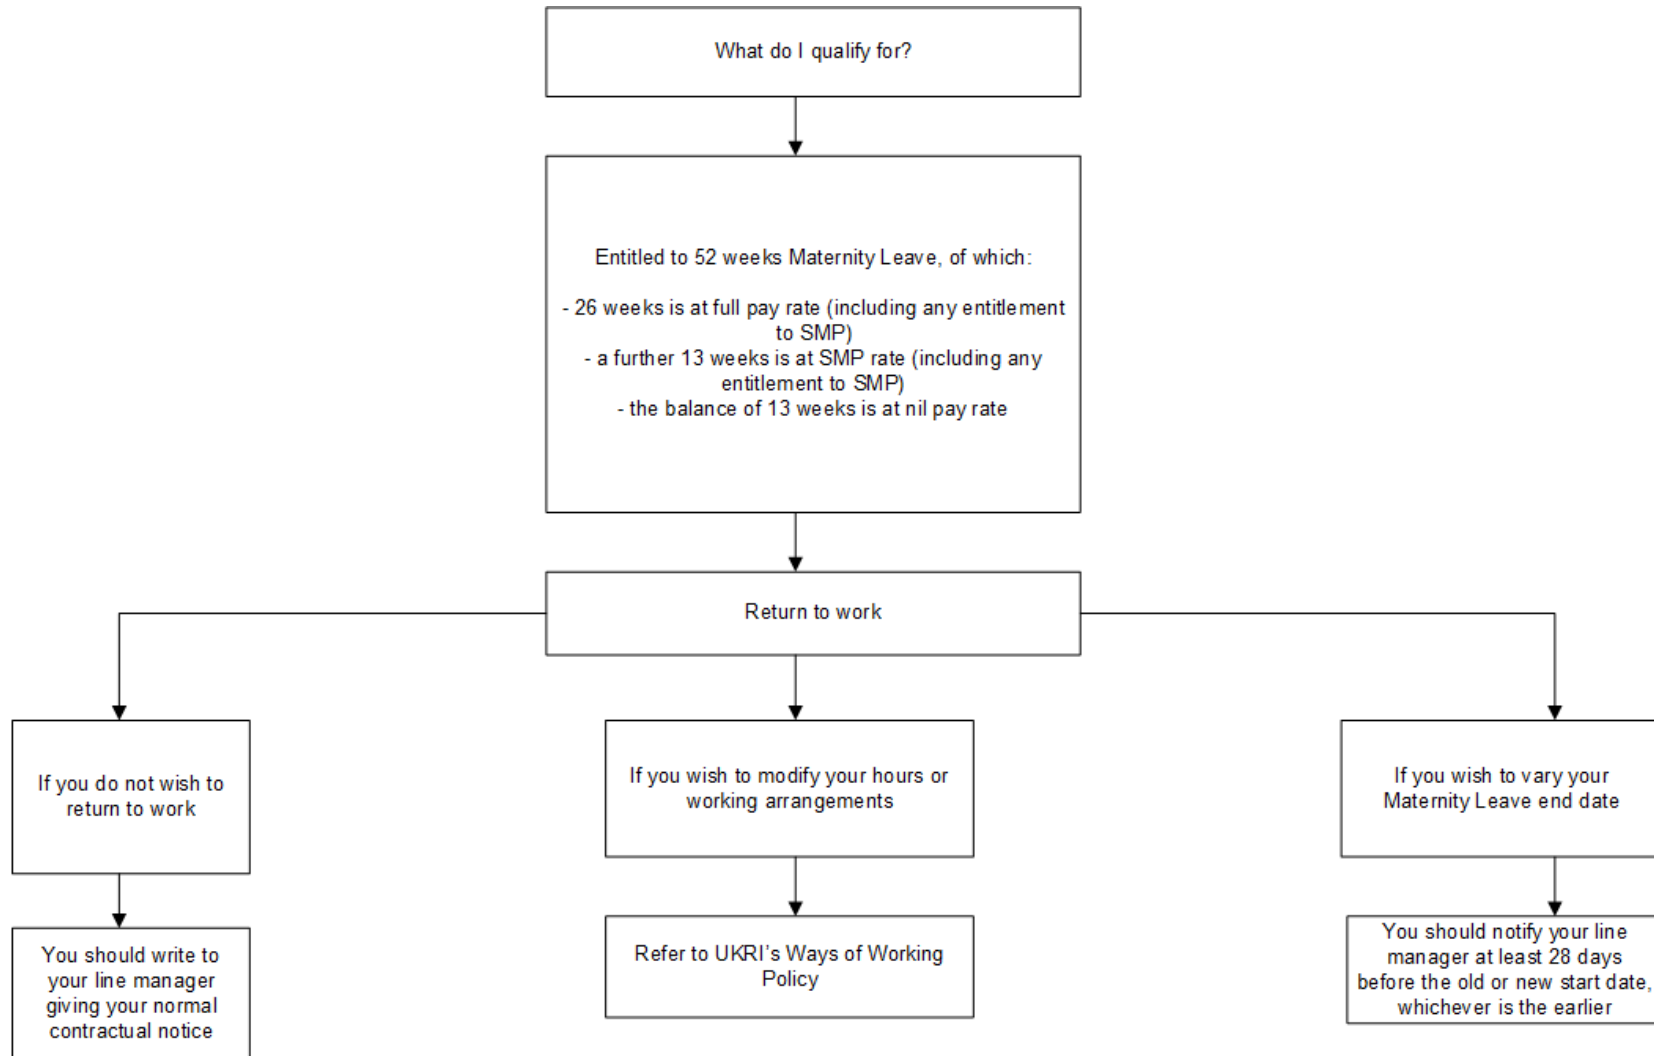 What do I qualify for?
Entitled to 52 weeks Maternity Leave, of which:
- 26 weeks is at full pay rate (including any entitlement
to SMP)
- a further 13 weeks is at SMP rate (including any
entitlement to SMP)
- the balance of 13 weeks is at nil pay rate
Return to work
If you do not wish to
return to work
If you wish to modify your hours or
working arrangements
If you wish to vary your
Maternity Leave end date
You should write to
your line manager
giving your normal
contractual notice
Refer to UKRI's Ways of Working
Policy
You should notify your line
manager at least 28 days
before the old or new start date,
whichever is the earlier